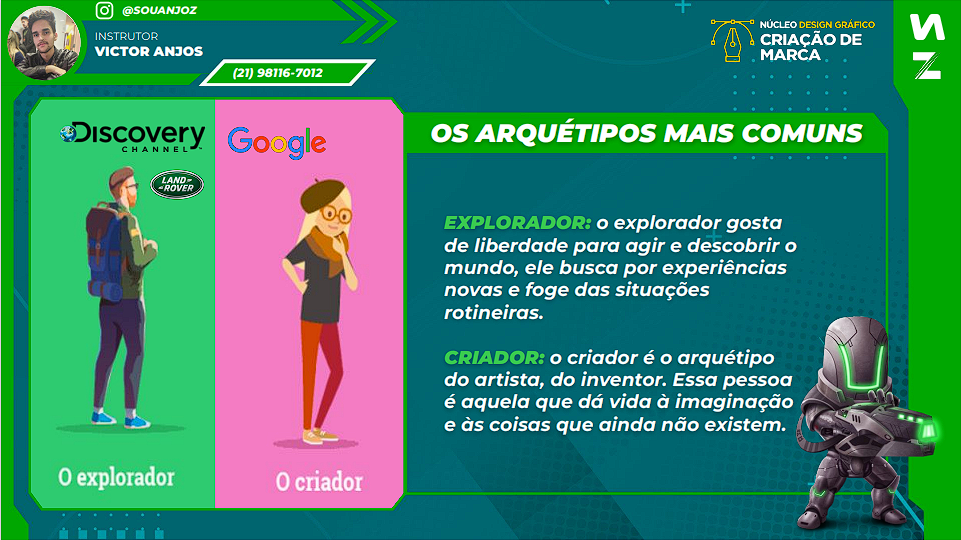 @SOUANJOZ
INSTRUTOR
VICTOR ANJOS
(21) 98116-7012
NÚCLEO DESIGN GRÁFICO
CRIAÇÃO DE
MARCA
NZ
Discovery
CHANNEL
LAND-
-ROVER
Google
O explorador
O criador
OS ARQUÉTIPOS MAIS COMUNS
EXPLORADOR: o explorador gosta
de liberdade para agir e descobrir o
mundo, ele busca por experiências
novas e foge das situações
rotineiras.
CRIADOR: o criador é o arquétipo
do artista, do inventor. Essa pessoa
é aquela que dá vida à imaginação
e às coisas que ainda não existem.